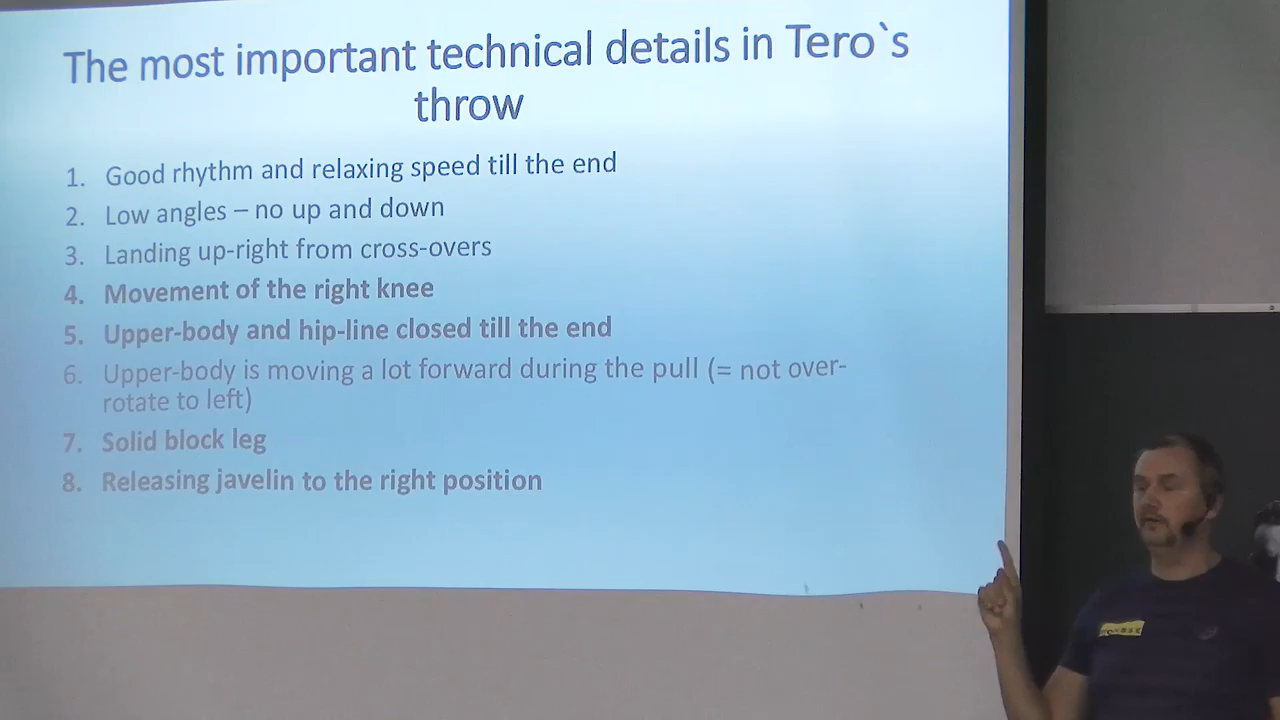 The most important technical details in Tero`s
throw
1. Good rhythm and relaxing speed till the end
2. Low angles – no up and down
3. Landing up-right from cross-overs
4. Movement of the right knee
5. Upper-body and hip-line closed till the end
6. Upper-body is moving a lot forward during the pull (= not over-
rotate to left)
7. Solid block leg
8. Releasing javelin to the right position